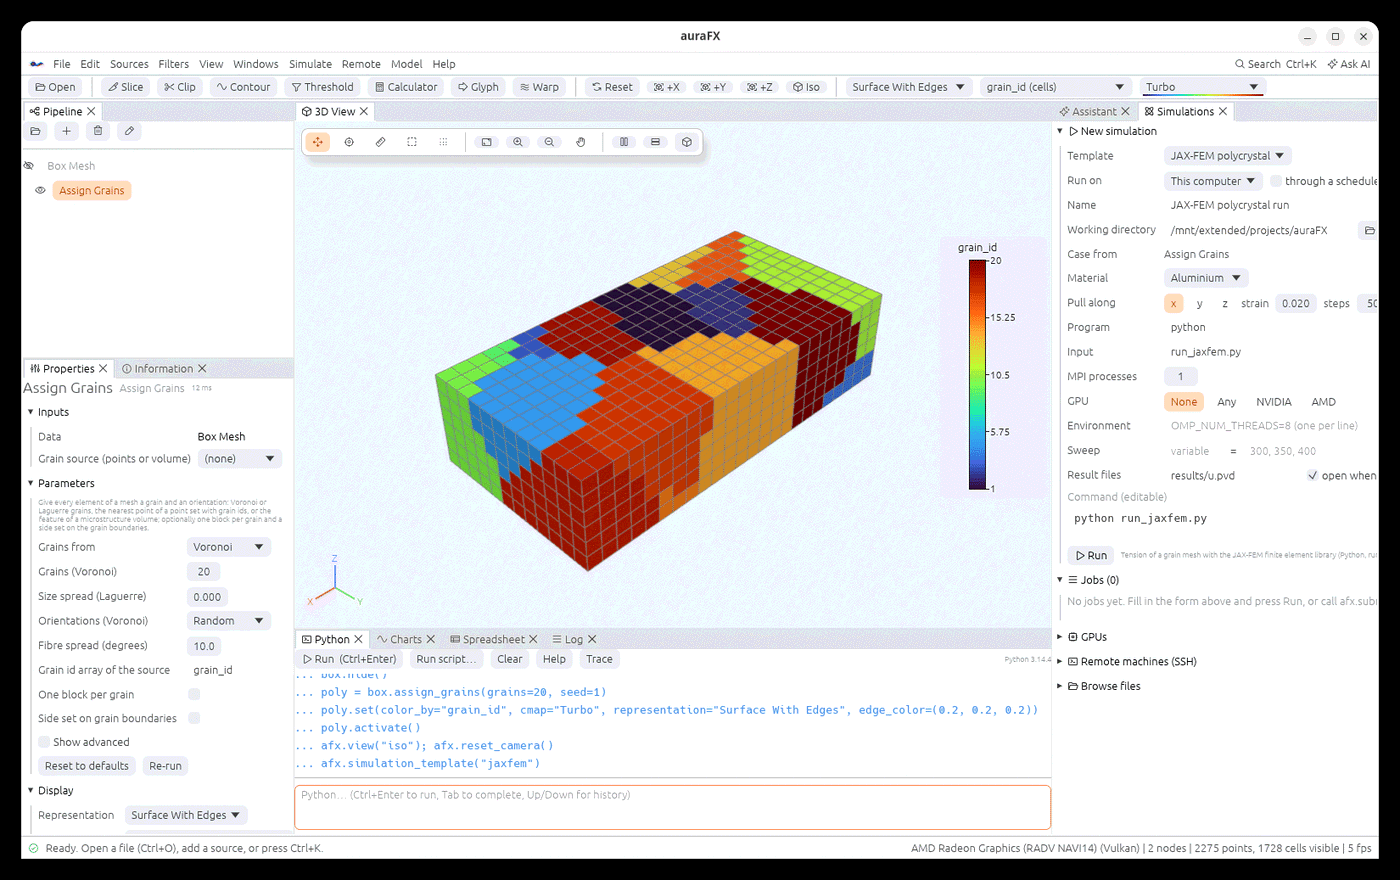 auraFX
File Edit Sources Filters View Windows Simulate Remote Model Help
Search Ctrl+K Ask AI
Open Slice Clip Contour Threshold Calculator Glyph Warp Reset +X +Y +Z Iso Surface With Edges grain_id (cells) Turbo
Pipeline
Box Mesh
Assign Grains
Properties Information
Assign Grains Assign Grains 12 ms
Inputs
Data Box Mesh
Grain source (points or volume) (none)
Parameters
Give every element of a mesh a grain and an orientation: Voronoi or
Laguerre grains, the nearest point of a point set with grain ids, or the
feature of a microstructure volume; optionally one block per grain and a
side set on the grain boundaries.
Grains from Voronoi
Grains (Voronoi) 20
Size spread (Laguerre) 0.000
Orientations (Voronoi) Random
Fibre spread (degrees) 10.0
Grain id array of the source grain_id
One block per grain
Side set on grain boundaries
Show advanced
Reset to defaults Re-run
Display
Representation Surface With Edges
3D View
grain_id
20
15.25
10.5
5.75
1
Z
X Y
Python Charts Spreadsheet Log
Run (Ctrl+Enter) Run script... Clear Help Trace Python 3.14.4
... box.hide()
... poly = box.assign_grains(grains=20, seed=1)
... poly.set(color_by="grain_id", cmap="Turbo", representation="Surface With Edges", edge_color=(0.2, 0.2, 0.2))
... poly.activate()
... afx.view("iso"); afx.reset_camera()
... afx.simulation_template("jaxfem")
Python... (Ctrl+Enter to run, Tab to complete, Up/Down for history)
Assistant Simulations
New simulation
Template JAX-FEM polycrystal
Run on This computer through a schedule
Name JAX-FEM polycrystal run
Working directory /mnt/extended/projects/auraFX
Case from Assign Grains
Material Aluminium
Pull along x y z strain 0.020 steps 50
Program python
Input run_jaxfem.py
MPI processes 1
GPU None Any NVIDIA AMD
Environment OMP_NUM_THREADS=8 (one per line)
Sweep variable = 300, 350, 400
Result files results/u.pvd open when
Command (editable)
python run_jaxfem.py
Run Tension of a grain mesh with the JAX-FEM finite element library (Python, run
Jobs (0)
No jobs yet. Fill in the form above and press Run, or call afx.sub
GPUs
Remote machines (SSH)
Browse files
Ready. Open a file (Ctrl+O), add a source, or press Ctrl+K.
AMD Radeon Graphics (RADV NAVI14) (Vulkan) | 2 nodes | 2275 points, 1728 cells visible | 5 fps